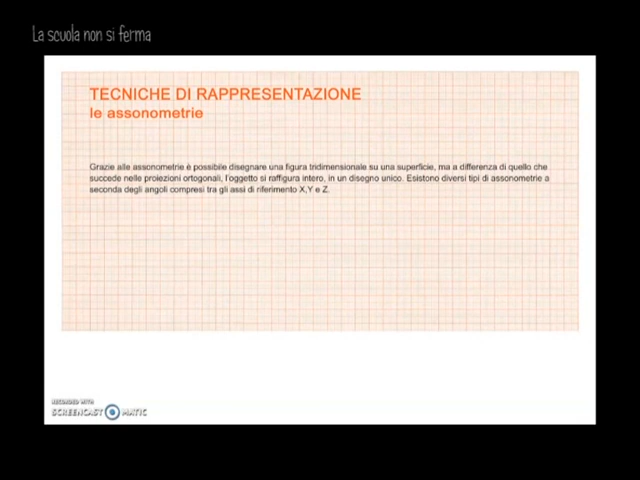 La scuola non si ferma
TECNICHE DI RAPPRESENTAZIONE
le assonometrie
Grazie alle assonometrie è possibile disegnare una figura tridimensionale su una superficie, ma a differenza di quello che
succede nelle proiezioni ortogonali, l'oggetto si raffigura intero, in un disegno unico. Esistono diversi tipi di assonometrie a
seconda degli angoli compresi tra gli assi di riferimento X,Y e Z.
RECORDED WITH
SCREENCAST MATIC